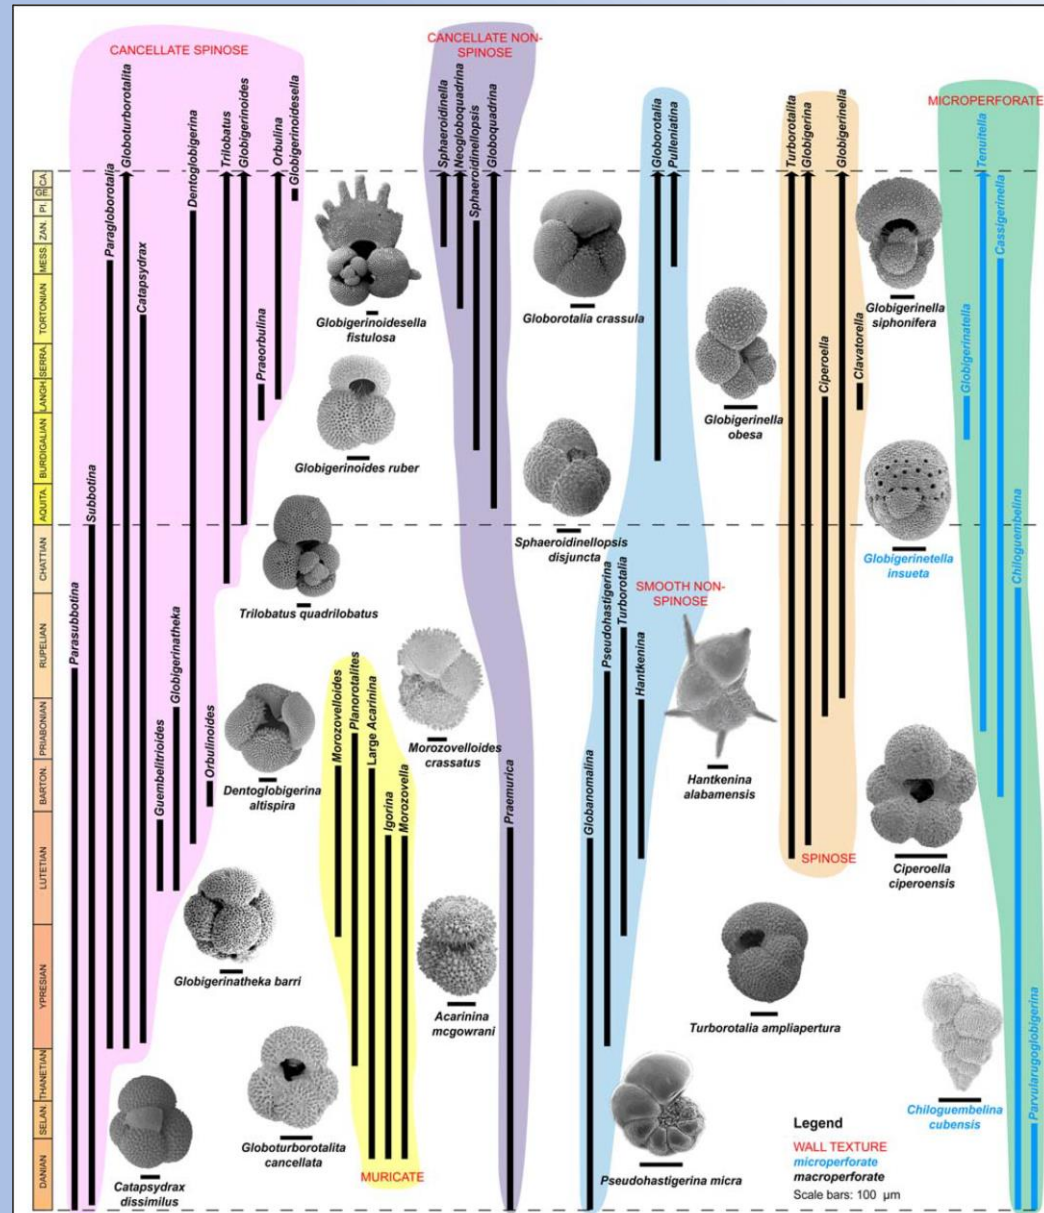 CANCELLATE SPINOSE
CANCELLATE NON-
SPINOSE
MICROPERFORATE
Parasubbotina
Subbotina
Paragloborotalia
Globoturborotalita
Catapsydrax
Guembelitrioides
Globigerinatheka
Dentoglobigerina
Orbulinoides
Trilobatus
Globigerinoides
Praeorbulina
Orbulina
Globigerinoidesella
Morozovelloides
Planorotalites
Large Acarinina
Igorina
Morozovella
Sphaeroidinella
Neogloboquadrina
Sphaeroidinellopsis
Globoquadrina
Praemurica
Globanomalina
Pseudohastigerina
Turborotalia
Hantkenina
Globorotalia
Pulleniatina
Turborotalita
Globigerina
Ciperoella
Globigerinella
Clavatorella
Globigerinatella
Tenuitella
Cassigerinella
Chiloguembelina
Parvularugoglobigerina
CA.
GE.
PI.
ZAN.
MESS.
TORTONIAN
SERRA.
LANGH.
BURDIGALIAN
AQUITA.
CHATTIAN
RUPELIAN
PRIABONIAN
BARTON.
LUTETIAN
YPRESIAN
THANETIAN
SELAN.
DANIAN
Globigerinoidesella
fistulosa
Globorotalia crassula
Globigerinella
siphonifera
Globigerinella
obesa
Globigerinoides ruber
Sphaeroidinellopsis
disjuncta
Globigerinetella
insueta
Trilobatus quadrilobatus
SMOOTH NON-
SPINOSE
Morozovelloides
crassatus
Dentoglobigerina
altispira
Hantkenina
alabamensis
SPINOSE
Ciperoella
ciperoensis
Globigerinatheka barri
Acarinina
mcgowrani
Turborotalia ampliapertura
Globoturborotalita
cancellata
Chiloguembelina
cubensis
MURICATE
Catapsydrax
dissimilus
Pseudohastigerina micra
Legend
WALL TEXTURE
microperforate
macroperforate
Scale bars: 100 µm